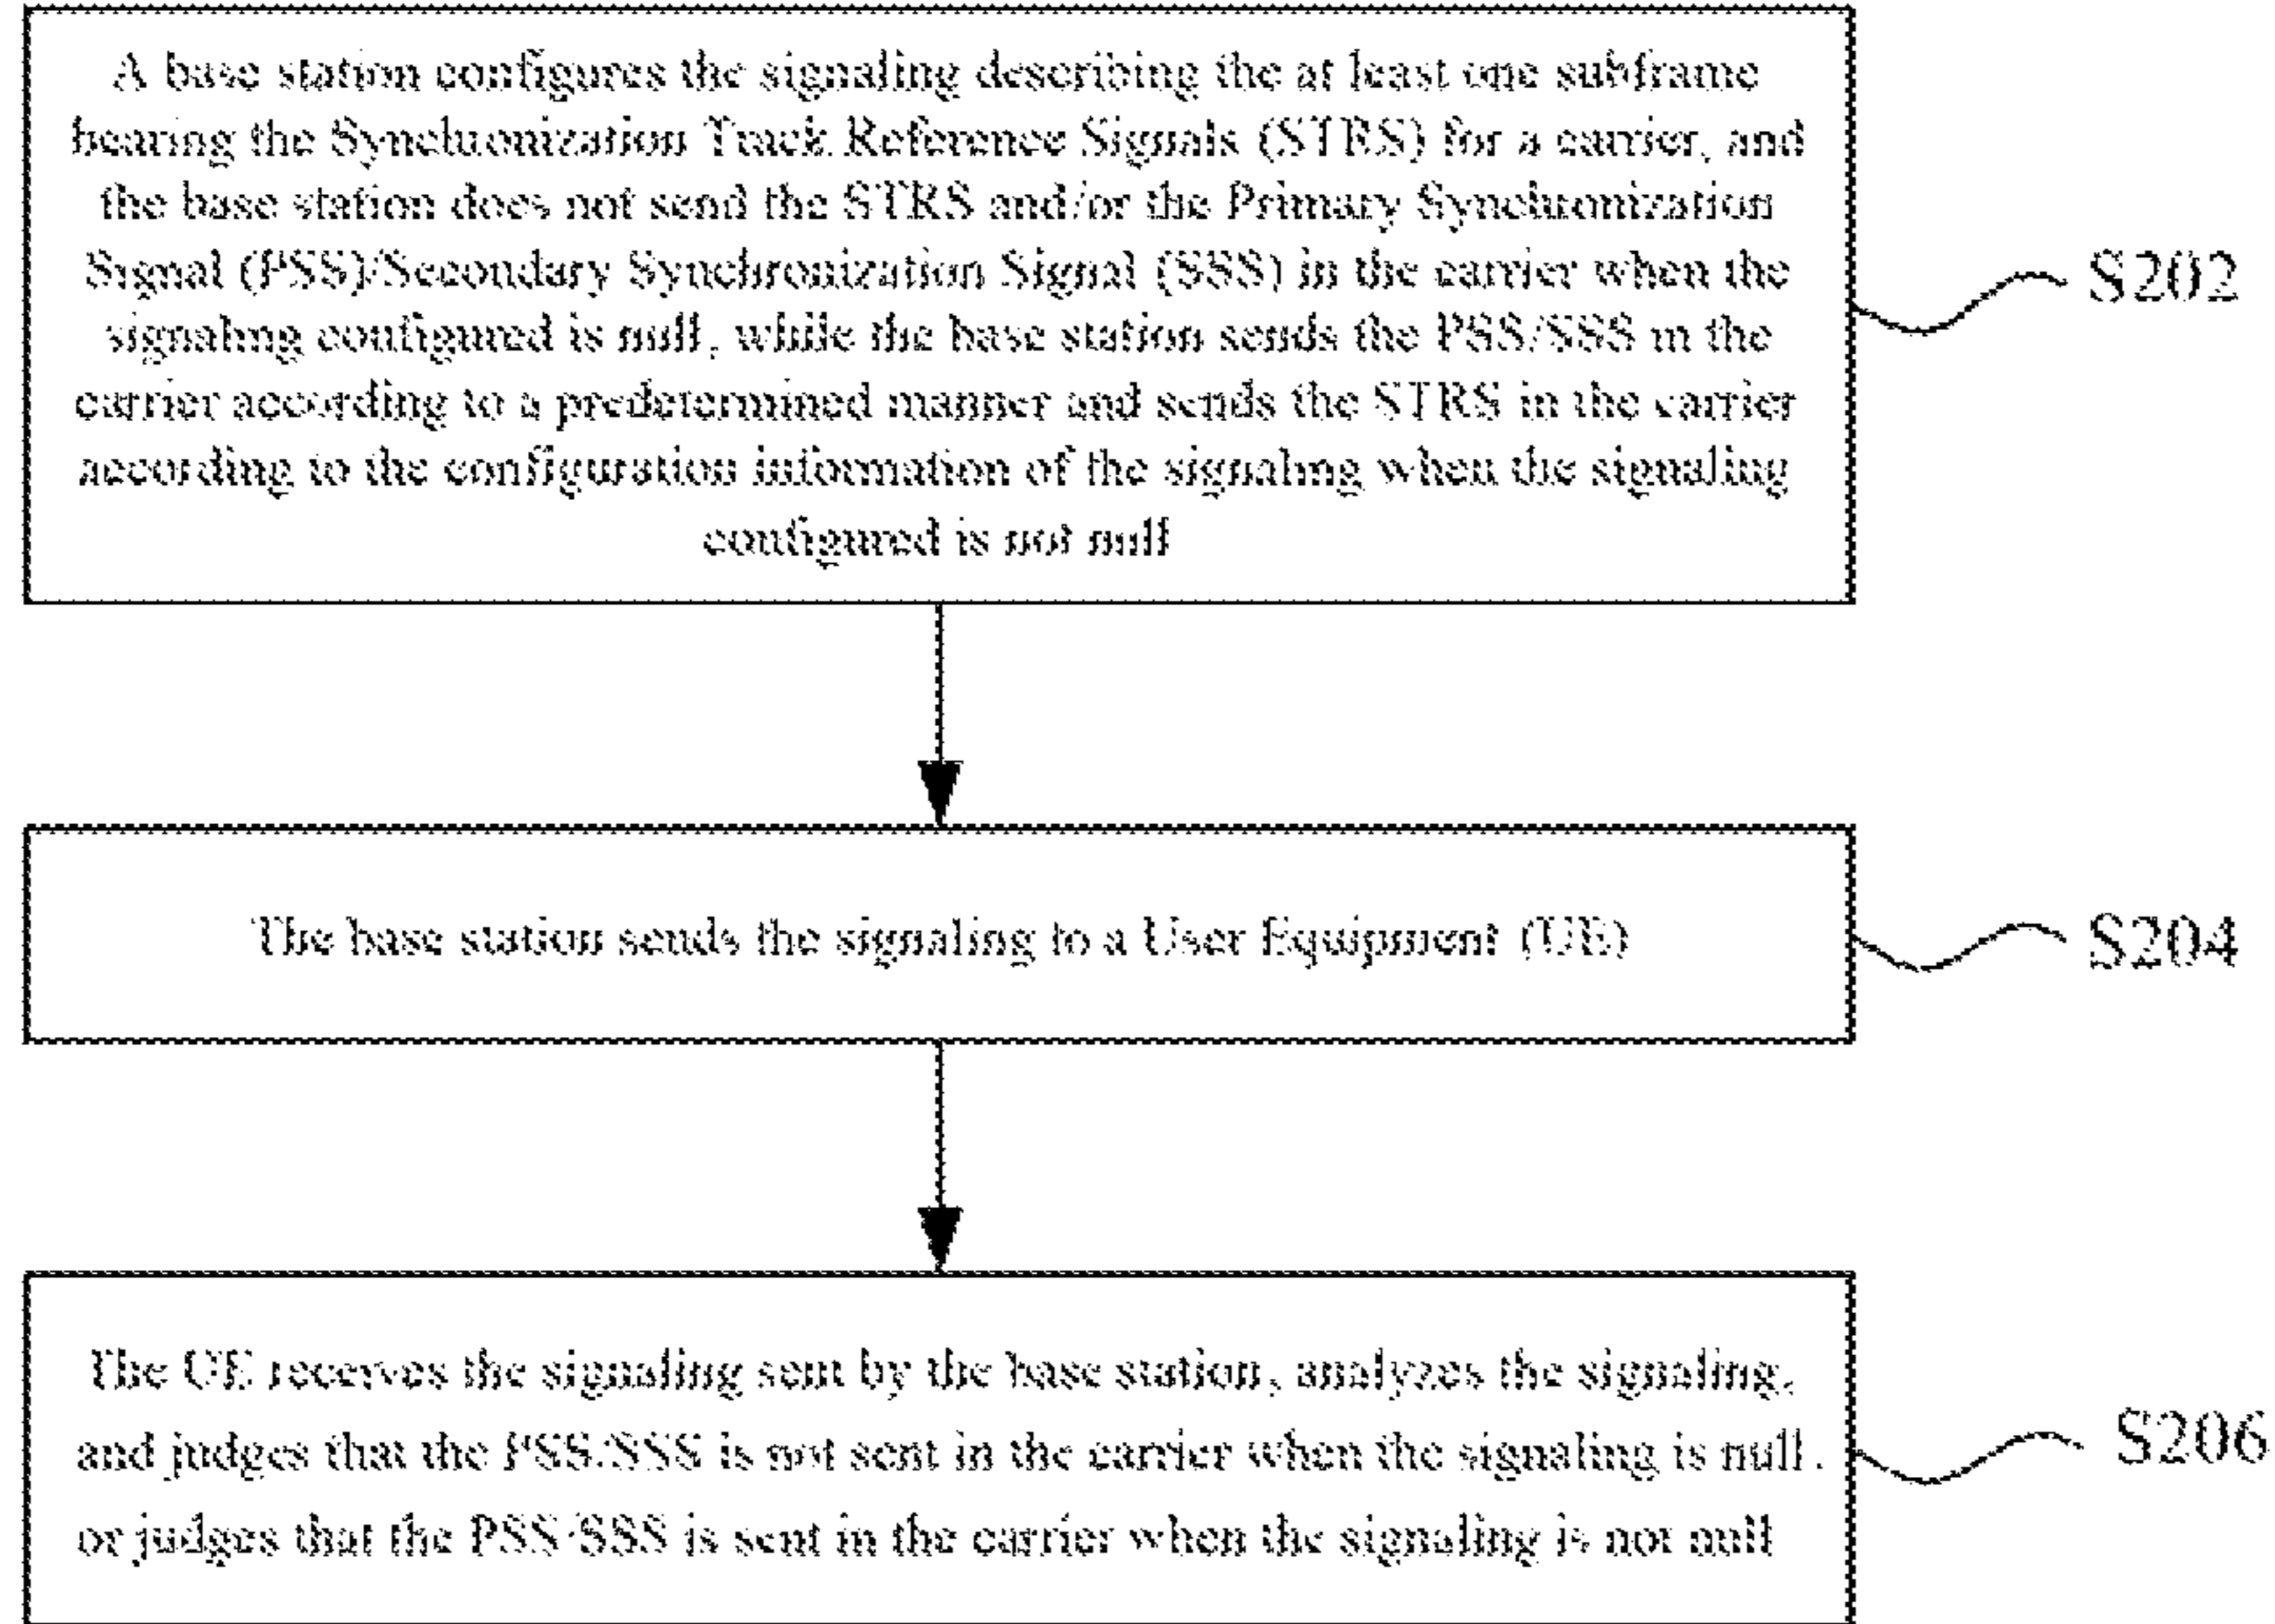 A base station configures the signaling describing the at least one subframe
bearing the Synchronization Track Reference Signals (STRS) for a carrier, and
the base station does not send the STRS and/or the Primary Synchronization
Signal (PSS)/Secondary Synchronization Signal (SSS) in the carrier when the
signaling configured is null, while the base station sends the PSS/SSS in the
carrier according to a predetermined manner and sends the STRS in the carrier
according to the configuration information of the signaling when the signaling
configured is not null
S202
The base station sends the signaling to a User Equipment (UE)
S204
The UE receives the signaling sent by the base station, analyzes the signaling,
and judges that the PSS/SSS is not sent in the carrier when the signaling is null,
or judges that the PSS/SSS is sent in the carrier when the signaling is not null
S206